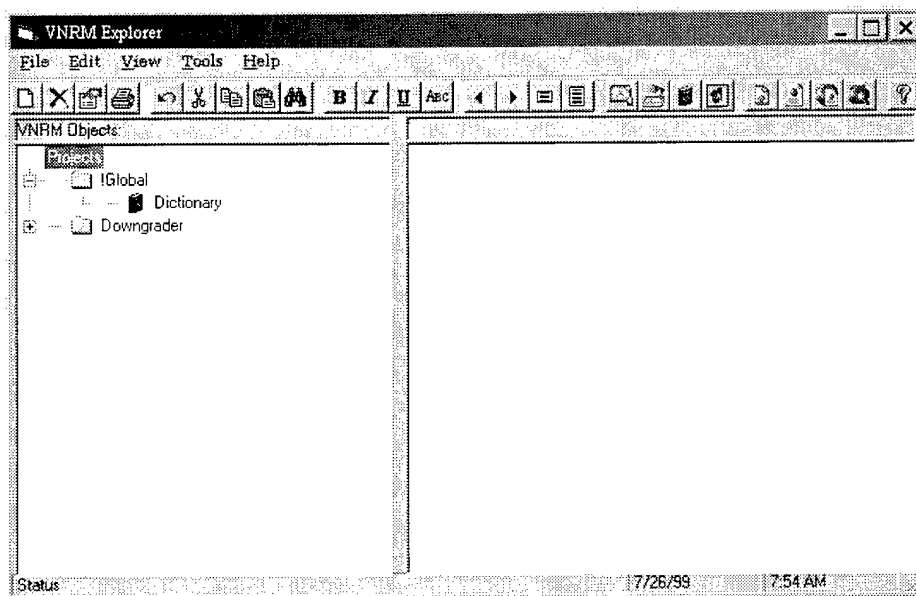 VNRM Explorer
File Edit View Tools Help
B I U ABC
VNRM Objects:
Projects
!Global
Dictionary
Downgrader
Status 7/26/99 7:54 AM